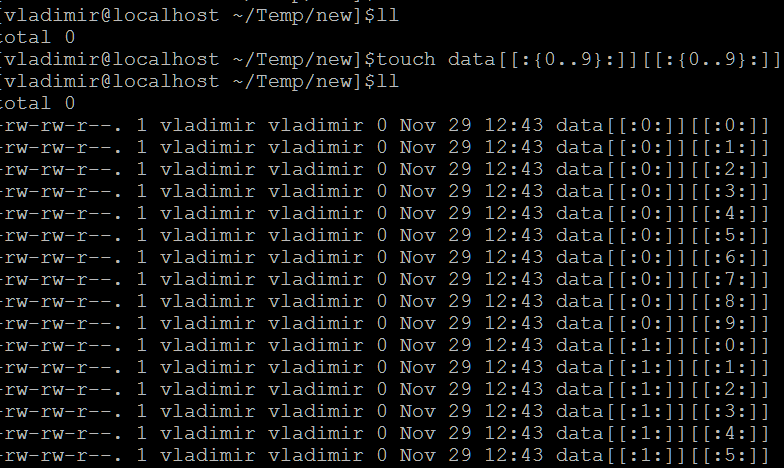 [vladimir@localhost ~/Temp/new]$ll
total 0
[vladimir@localhost ~/Temp/new]$touch data[[:{0..9}:]][[:{0..9}:]]
[vladimir@localhost ~/Temp/new]$ll
total 0
-rw-rw-r--. 1 vladimir vladimir 0 Nov 29 12:43 data[[:0:]][[:0:]]
-rw-rw-r--. 1 vladimir vladimir 0 Nov 29 12:43 data[[:0:]][[:1:]]
-rw-rw-r--. 1 vladimir vladimir 0 Nov 29 12:43 data[[:0:]][[:2:]]
-rw-rw-r--. 1 vladimir vladimir 0 Nov 29 12:43 data[[:0:]][[:3:]]
-rw-rw-r--. 1 vladimir vladimir 0 Nov 29 12:43 data[[:0:]][[:4:]]
-rw-rw-r--. 1 vladimir vladimir 0 Nov 29 12:43 data[[:0:]][[:5:]]
-rw-rw-r--. 1 vladimir vladimir 0 Nov 29 12:43 data[[:0:]][[:6:]]
-rw-rw-r--. 1 vladimir vladimir 0 Nov 29 12:43 data[[:0:]][[:7:]]
-rw-rw-r--. 1 vladimir vladimir 0 Nov 29 12:43 data[[:0:]][[:8:]]
-rw-rw-r--. 1 vladimir vladimir 0 Nov 29 12:43 data[[:0:]][[:9:]]
-rw-rw-r--. 1 vladimir vladimir 0 Nov 29 12:43 data[[:1:]][[:0:]]
-rw-rw-r--. 1 vladimir vladimir 0 Nov 29 12:43 data[[:1:]][[:1:]]
-rw-rw-r--. 1 vladimir vladimir 0 Nov 29 12:43 data[[:1:]][[:2:]]
-rw-rw-r--. 1 vladimir vladimir 0 Nov 29 12:43 data[[:1:]][[:3:]]
-rw-rw-r--. 1 vladimir vladimir 0 Nov 29 12:43 data[[:1:]][[:4:]]
-rw-rw-r--. 1 vladimir vladimir 0 Nov 29 12:43 data[[:1:]][[:5:]]